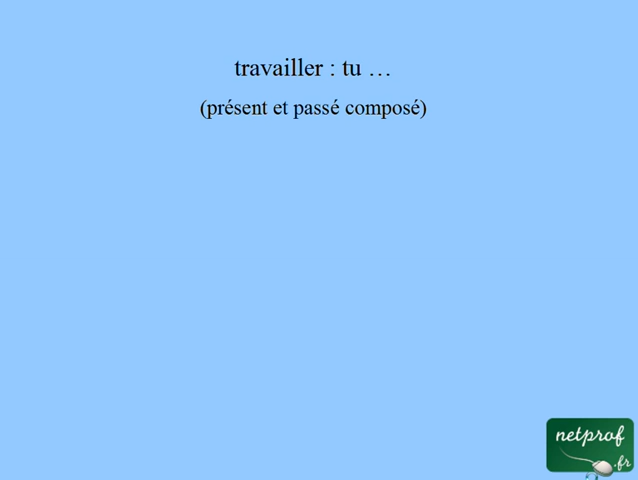 travailler : tu …
(présent et passé composé)
netprof
.fr